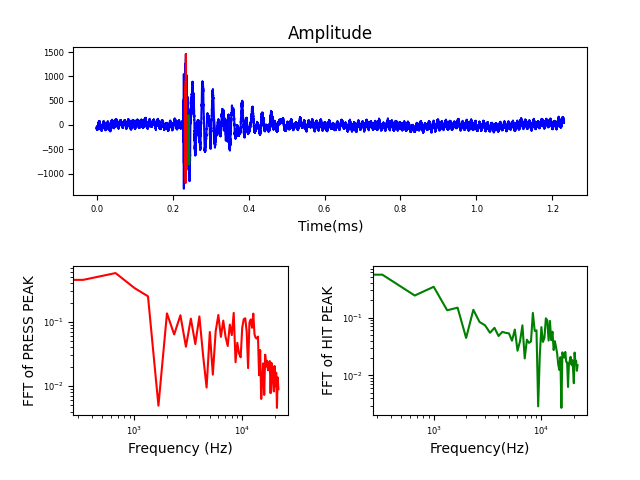 Amplitude
1500
1000
500
0
−500
−1000
0.0 0.2 0.4 0.6 0.8 1.0 1.2
Time(ms)
FFT of PRESS PEAK
10⁻¹
10⁻²
10³ 10⁴
Frequency (Hz)
FFT of HIT PEAK
10⁻¹
10⁻²
10³ 10⁴
Frequency(Hz)